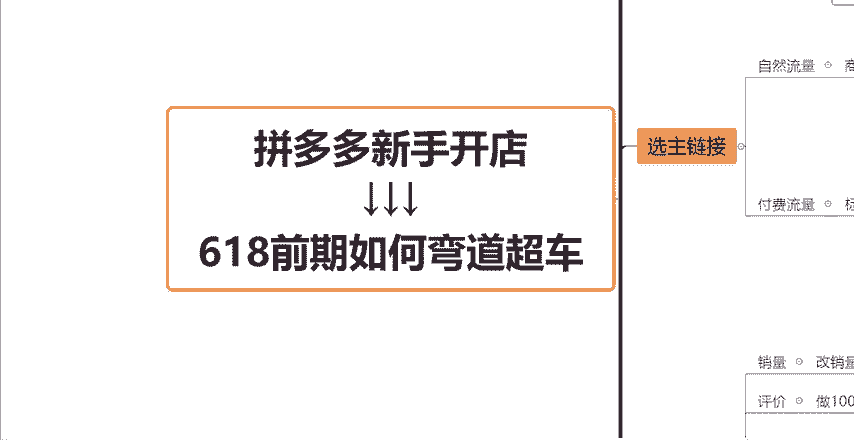 拼多多新手开店
↓↓↓
618前期如何弯道超车
选主链接
自然流量
付费流量
销量 改销量
评价 做100